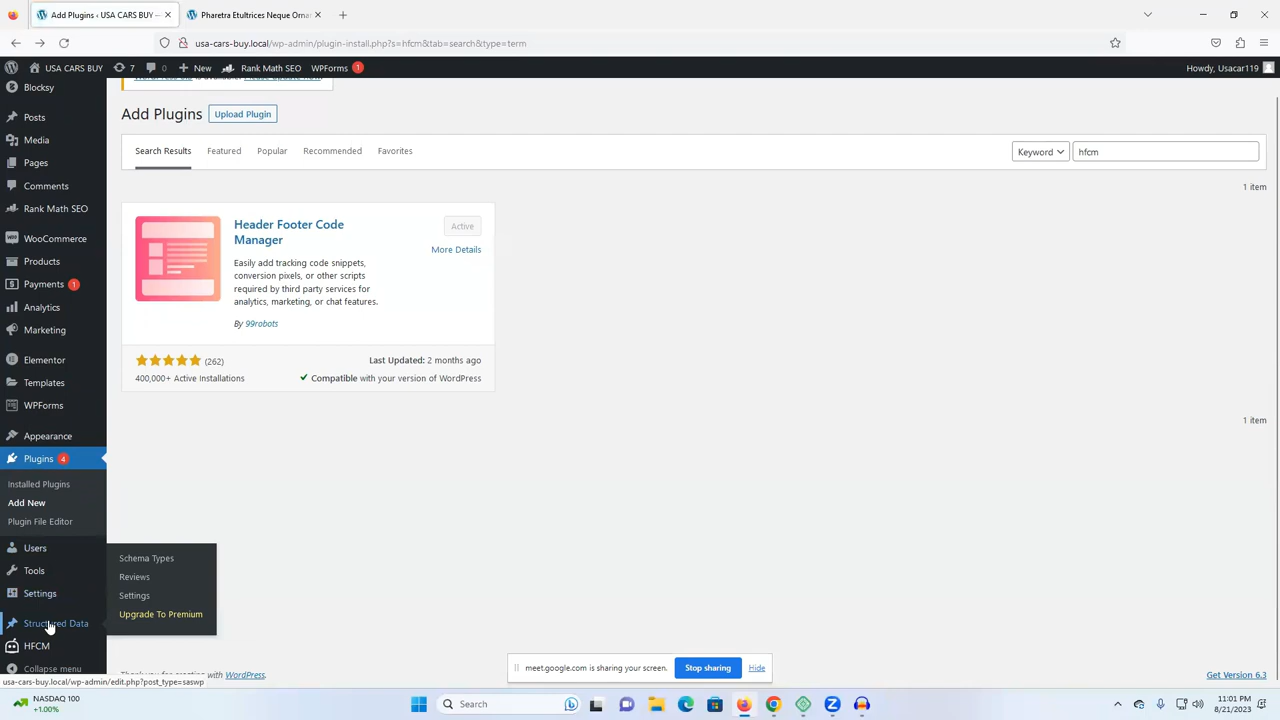 Add Plugins ‹ USA CARS BUY —
Pharetra Etultrices Neque Ornar
usa-cars-buy.local/wp-admin/plugin-install.php?s=hfcm&tab=search&type=term
USA CARS BUY
7
0
New
Rank Math SEO
WPForms 1
Howdy, Usacar119
Blocksy
Posts
Media
Pages
Comments
Rank Math SEO
WooCommerce
Products
Payments 1
Analytics
Marketing
Elementor
Templates
WPForms
Appearance
Plugins 4
Installed Plugins
Add New
Plugin File Editor
Users
Tools
Settings
Structured Data
HFCM
Collapse menu
Schema Types
Reviews
Settings
Upgrade To Premium
Add Plugins
Upload Plugin
Search Results
Featured
Popular
Recommended
Favorites
Keyword
hfcm
1 item
Header Footer Code
Manager
Active
More Details
Easily add tracking code snippets,
conversion pixels, or other scripts
required by third party services for
analytics, marketing, or chat features.
By 99robots
(262)
Last Updated: 2 months ago
400,000+ Active Installations
Compatible with your version of WordPress
1 item
meet.google.com is sharing your screen.
Stop sharing
Hide
Thank you for creating with WordPress.
Get Version 6.3
usa-cars-buy.local/wp-admin/edit.php?post_type=saswp
NASDAQ 100
+1.00%
Search
11:01 PM
8/21/2023